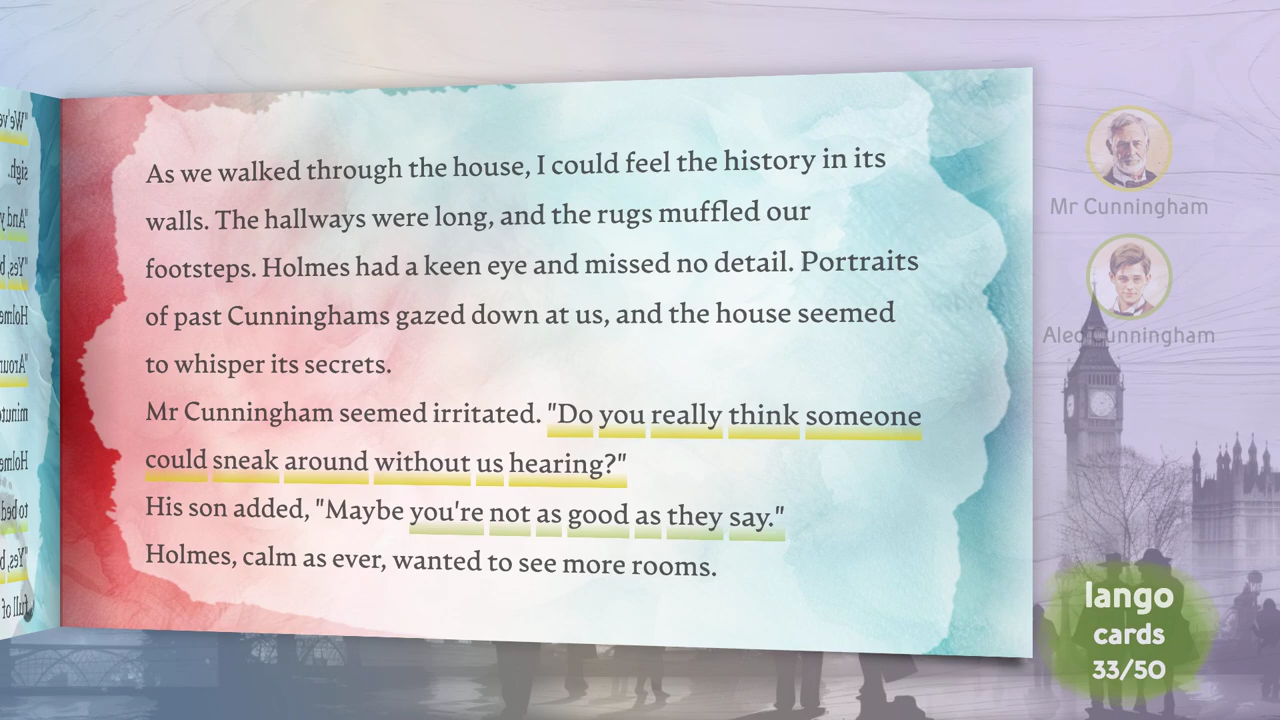 As we walked through the house, I could feel the history in its
walls. The hallways were long, and the rugs muffled our
footsteps. Holmes had a keen eye and missed no detail. Portraits
of past Cunninghams gazed down at us, and the house seemed
to whisper its secrets.
Mr Cunningham seemed irritated. "Do you really think someone
could sneak around without us hearing?"
His son added, "Maybe you're not as good as they say."
Holmes, calm as ever, wanted to see more rooms.
Mr Cunningham
Alec Cunningham
lango
cards
33/50